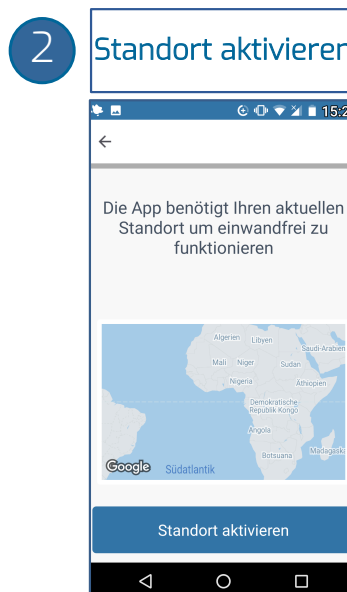 2
Standort aktivieren
15:2
Die App benötigt Ihren aktuellen
Standort um einwandfrei zu
funktionieren
Algerien Libyen
Saudi-Arabien
Mali Niger Sudan
Nigeria Äthiopien
Demokratische
Republik Kongo
Angola
Botsuana Madagask
Google Südatlantik
Standort aktivieren